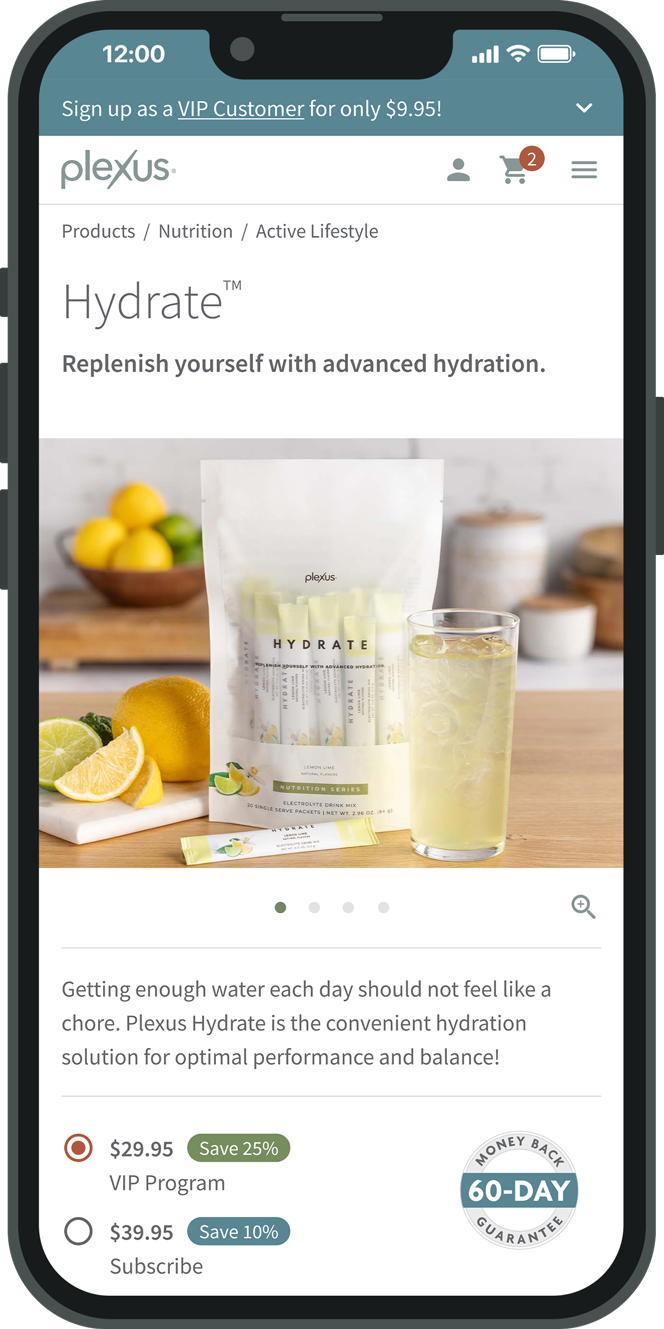 12:00
Sign up as a VIP Customer for only $9.95!
plexus
2
Products / Nutrition / Active Lifestyle
Hydrate™
Replenish yourself with advanced hydration.
plexus
HYDRATE
REPLENISH YOURSELF WITH ADVANCED HYDRATION
HYDRATE
HYDRATE
LEMON LIME
NATURAL FLAVORS
NUTRITION SERIES
ELECTROLYTE DRINK MIX
20 SINGLE SERVE PACKETS | NET WT. 2.96 OZ. (84 g)
HYDRATE
LEMON LIME
Getting enough water each day should not feel like a
chore. Plexus Hydrate is the convenient hydration
solution for optimal performance and balance!
$29.95 Save 25%
VIP Program
MONEY BACK
60-DAY
GUARANTEE
$39.95 Save 10%
Subscribe